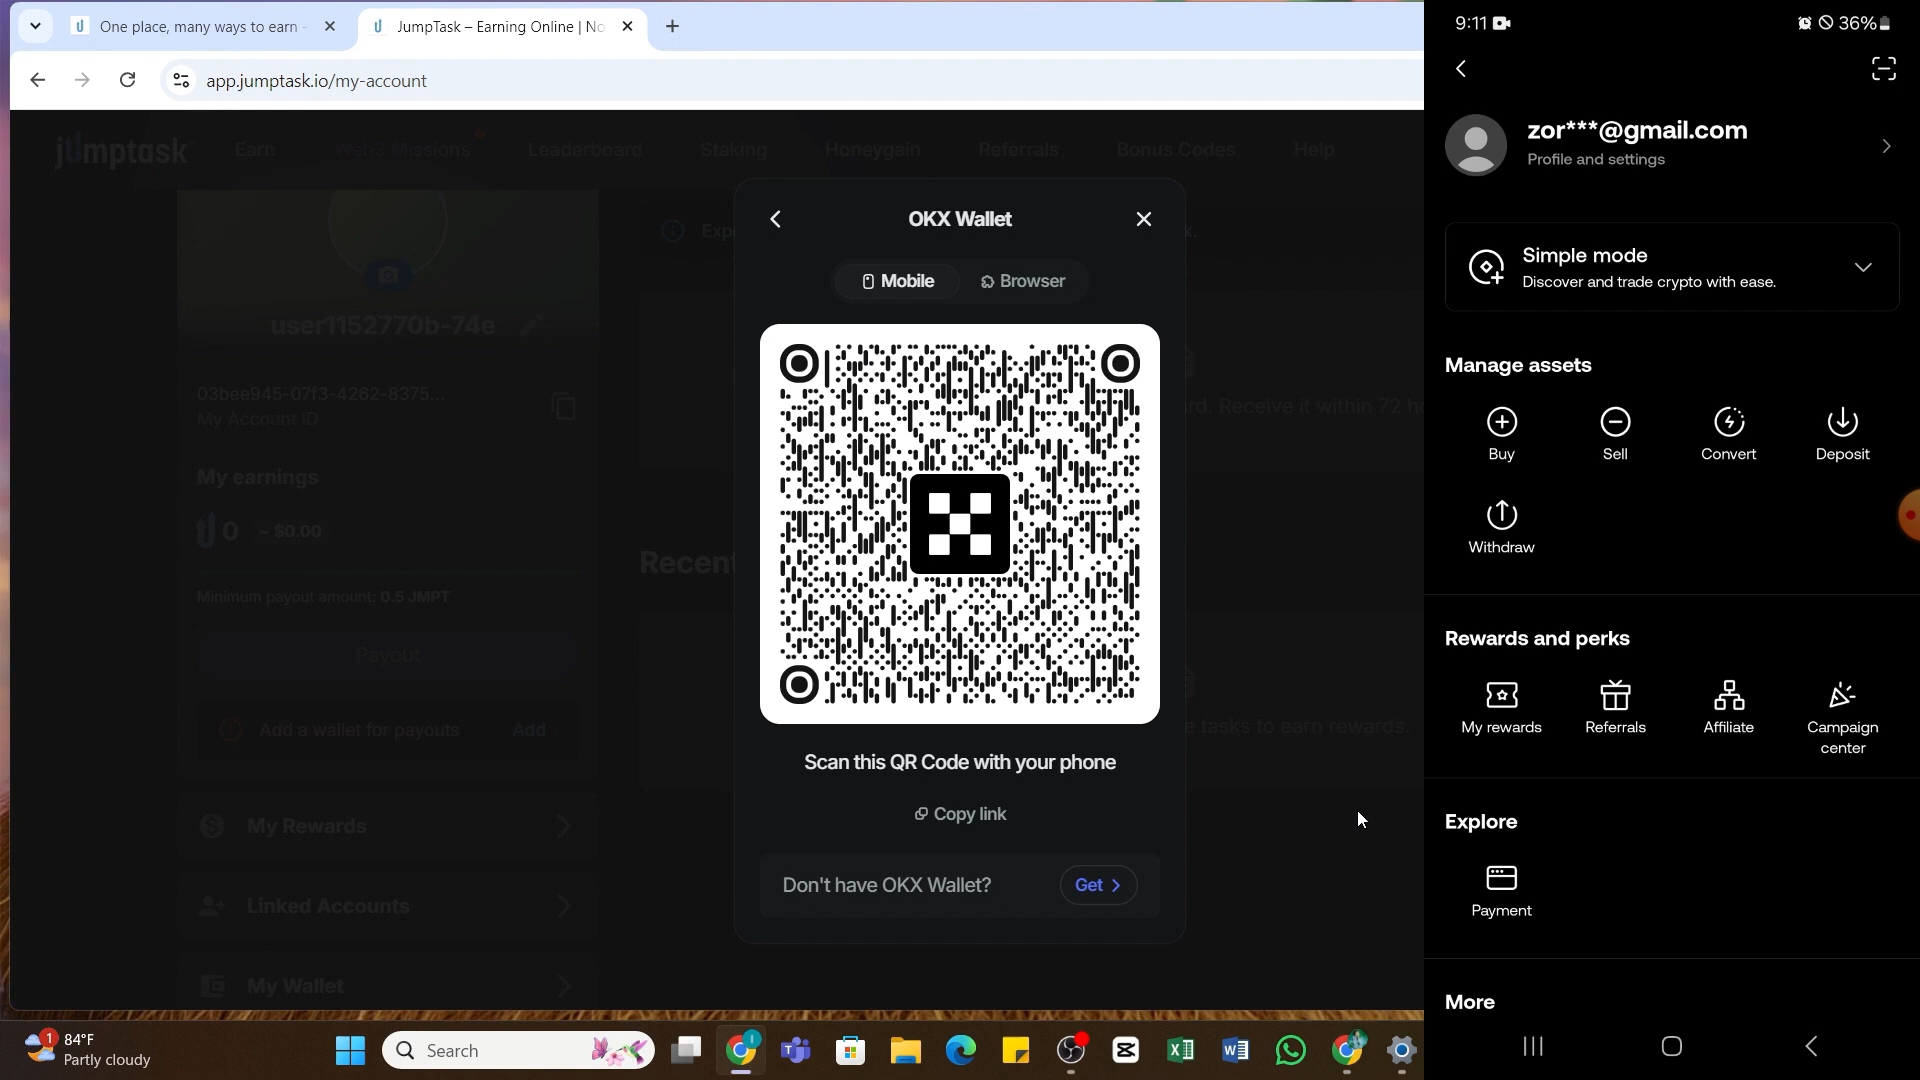 One place, many ways to earn -
JumpTask – Earning Online | No
app.jumptask.io/my-account
jumptask
Earn
Web3 Missions
Leaderboard
Staking
Honeygain
Referrals
Bonus Codes
Help
user1152770b-74e
03bee945-07f3-4262-8375...
My Account ID
My earnings
0 ~ $0.00
Minimum payout amount: 0.5 JMPT
Payout
Add a wallet for payouts
Add
My Rewards
Linked Accounts
My Wallet
Recent
rd. Receive it within 72 ho
e tasks to earn rewards.
OKX Wallet
Mobile
Browser
Scan this QR Code with your phone
Copy link
Don't have OKX Wallet?
Get
1
84°F
Partly cloudy
Search
9:11
36%
zor***@gmail.com
Profile and settings
Simple mode
Discover and trade crypto with ease.
Manage assets
Buy
Sell
Convert
Deposit
Withdraw
Rewards and perks
My rewards
Referrals
Affiliate
Campaign
center
Explore
Payment
More